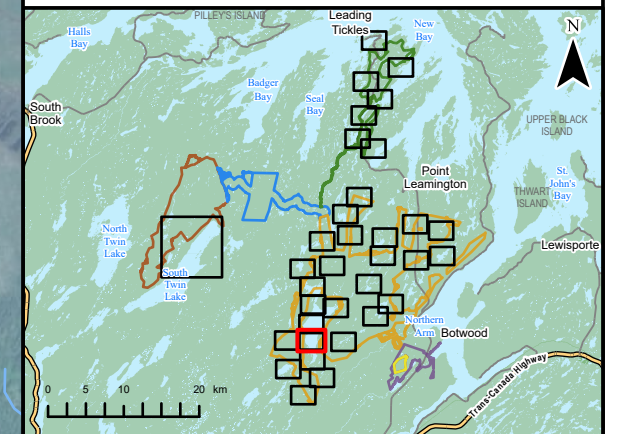 PILLEY'S ISLAND
Leading
Tickles
New
Bay
N
Halls
Bay
Badger
Bay
Seal
Bay
South
Brook
UPPER BLACK
ISLAND
Point
Leamington
St.
John's
Bay
THWART
ISLAND
North
Twin
Lake
Lewisporte
South
Twin
Lake
Northern
Arm
Botwood
Trans-Canada Highway
0 5 10 20 km